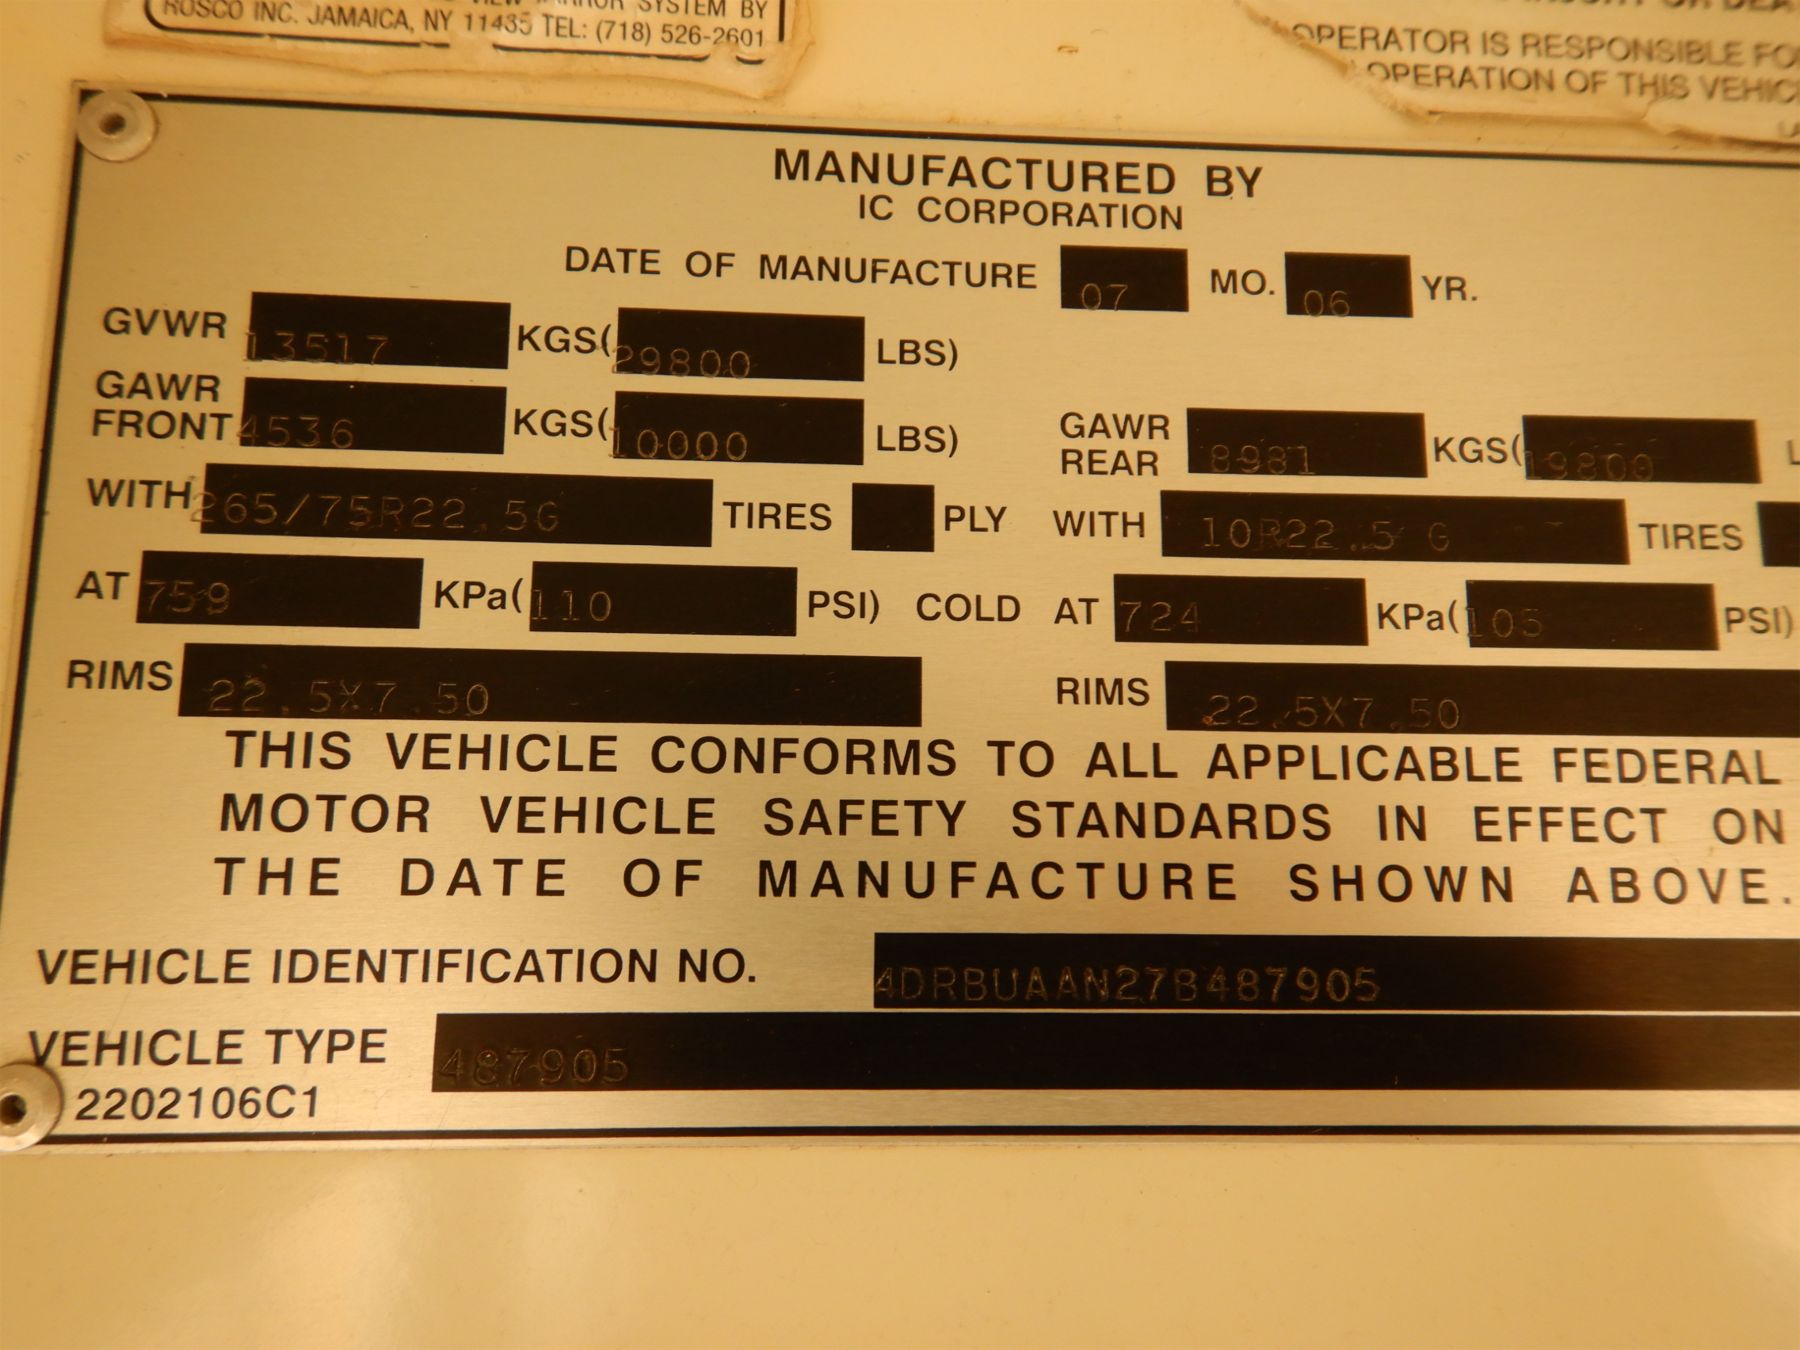 SYSTEM BY
ROSCO INC. JAMAICA, NY 11435 TEL: (718) 526-2601
OPERATOR IS RESPONSIBLE FO
OPERATION OF THIS VEHIC
MANUFACTURED BY
IC CORPORATION
DATE OF MANUFACTURE 07 MO. 06 YR.
GVWR 13517 KGS( 29800 LBS)
GAWR FRONT 4536 KGS( 10000 LBS) GAWR REAR 8981 KGS( 19800 L
WITH 265/75R22.5G TIRES PLY WITH 10R22.5 G TIRES
AT 759 KPa( 110 PSI) COLD AT 724 KPa( 105 PSI)
RIMS 22.5X7.50 RIMS 22.5X7.50
THIS VEHICLE CONFORMS TO ALL APPLICABLE FEDERAL
MOTOR VEHICLE SAFETY STANDARDS IN EFFECT ON
THE DATE OF MANUFACTURE SHOWN ABOVE.
VEHICLE IDENTIFICATION NO. 4DRBUAAN27B487905
VEHICLE TYPE 487905
2202106C1